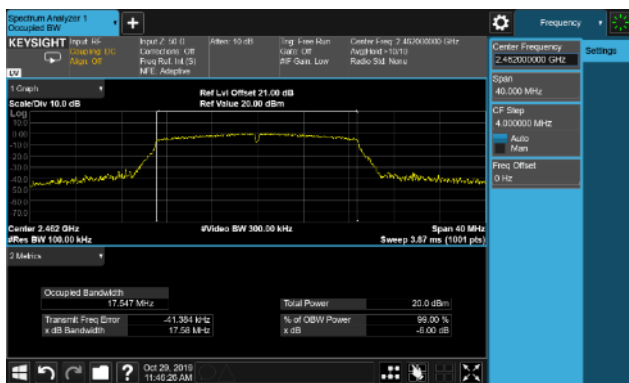 Spectrum Analyzer 1
Occupied BW
+
Frequency
KEYSIGHT
Input: RF
Coupling: DC
Align: Off
Input Z: 50 Ω
Corrections: Off
Freq Ref: Int (S)
NFE: Adaptive
Atten: 10 dB
Trig: Free Run
Gate: Off
#IF Gain: Low
Center Freq: 2.462000000 GHz
Avg|Hold:>10/10
Radio Std: None
LW
Center Frequency
2.462000000 GHz
Settings
Span
40.000 MHz
CF Step
4.000000 MHz
Auto
Man
Freq Offset
0 Hz
1 Graph
Scale/Div 10.0 dB
Ref Lvl Offset 21.00 dB
Ref Value 20.00 dBm
Log
10.0
0.00
-10.0
-20.0
-30.0
-40.0
-50.0
-60.0
-70.0
Center 2.462 GHz
#Res BW 100.00 kHz
#Video BW 300.00 kHz
Span 40 MHz
Sweep 3.87 ms (1001 pts)
2 Metrics
Occupied Bandwidth
17.547 MHz
Total Power
20.0 dBm
Transmit Freq Error
-41.384 kHz
% of OBW Power
99.00 %
x dB Bandwidth
17.58 MHz
x dB
-6.00 dB
?
Oct 29, 2019
11:46:26 AM